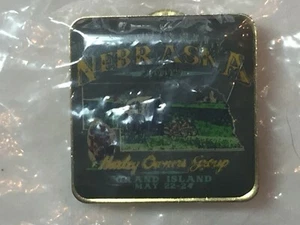 NEBRASKA
Harley Owners Group
GRAND ISLAND
MAY 22-24